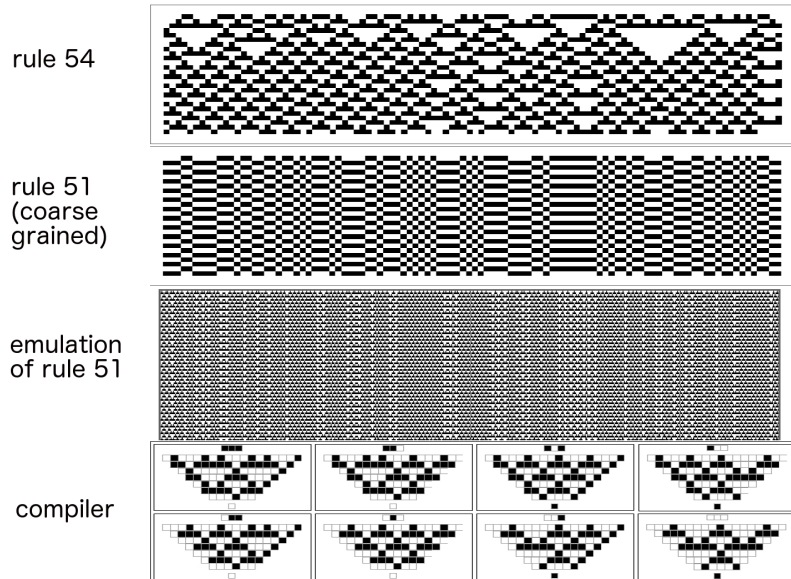 rule 54
rule 51
(coarse
grained)
emulation
of rule 51
compiler